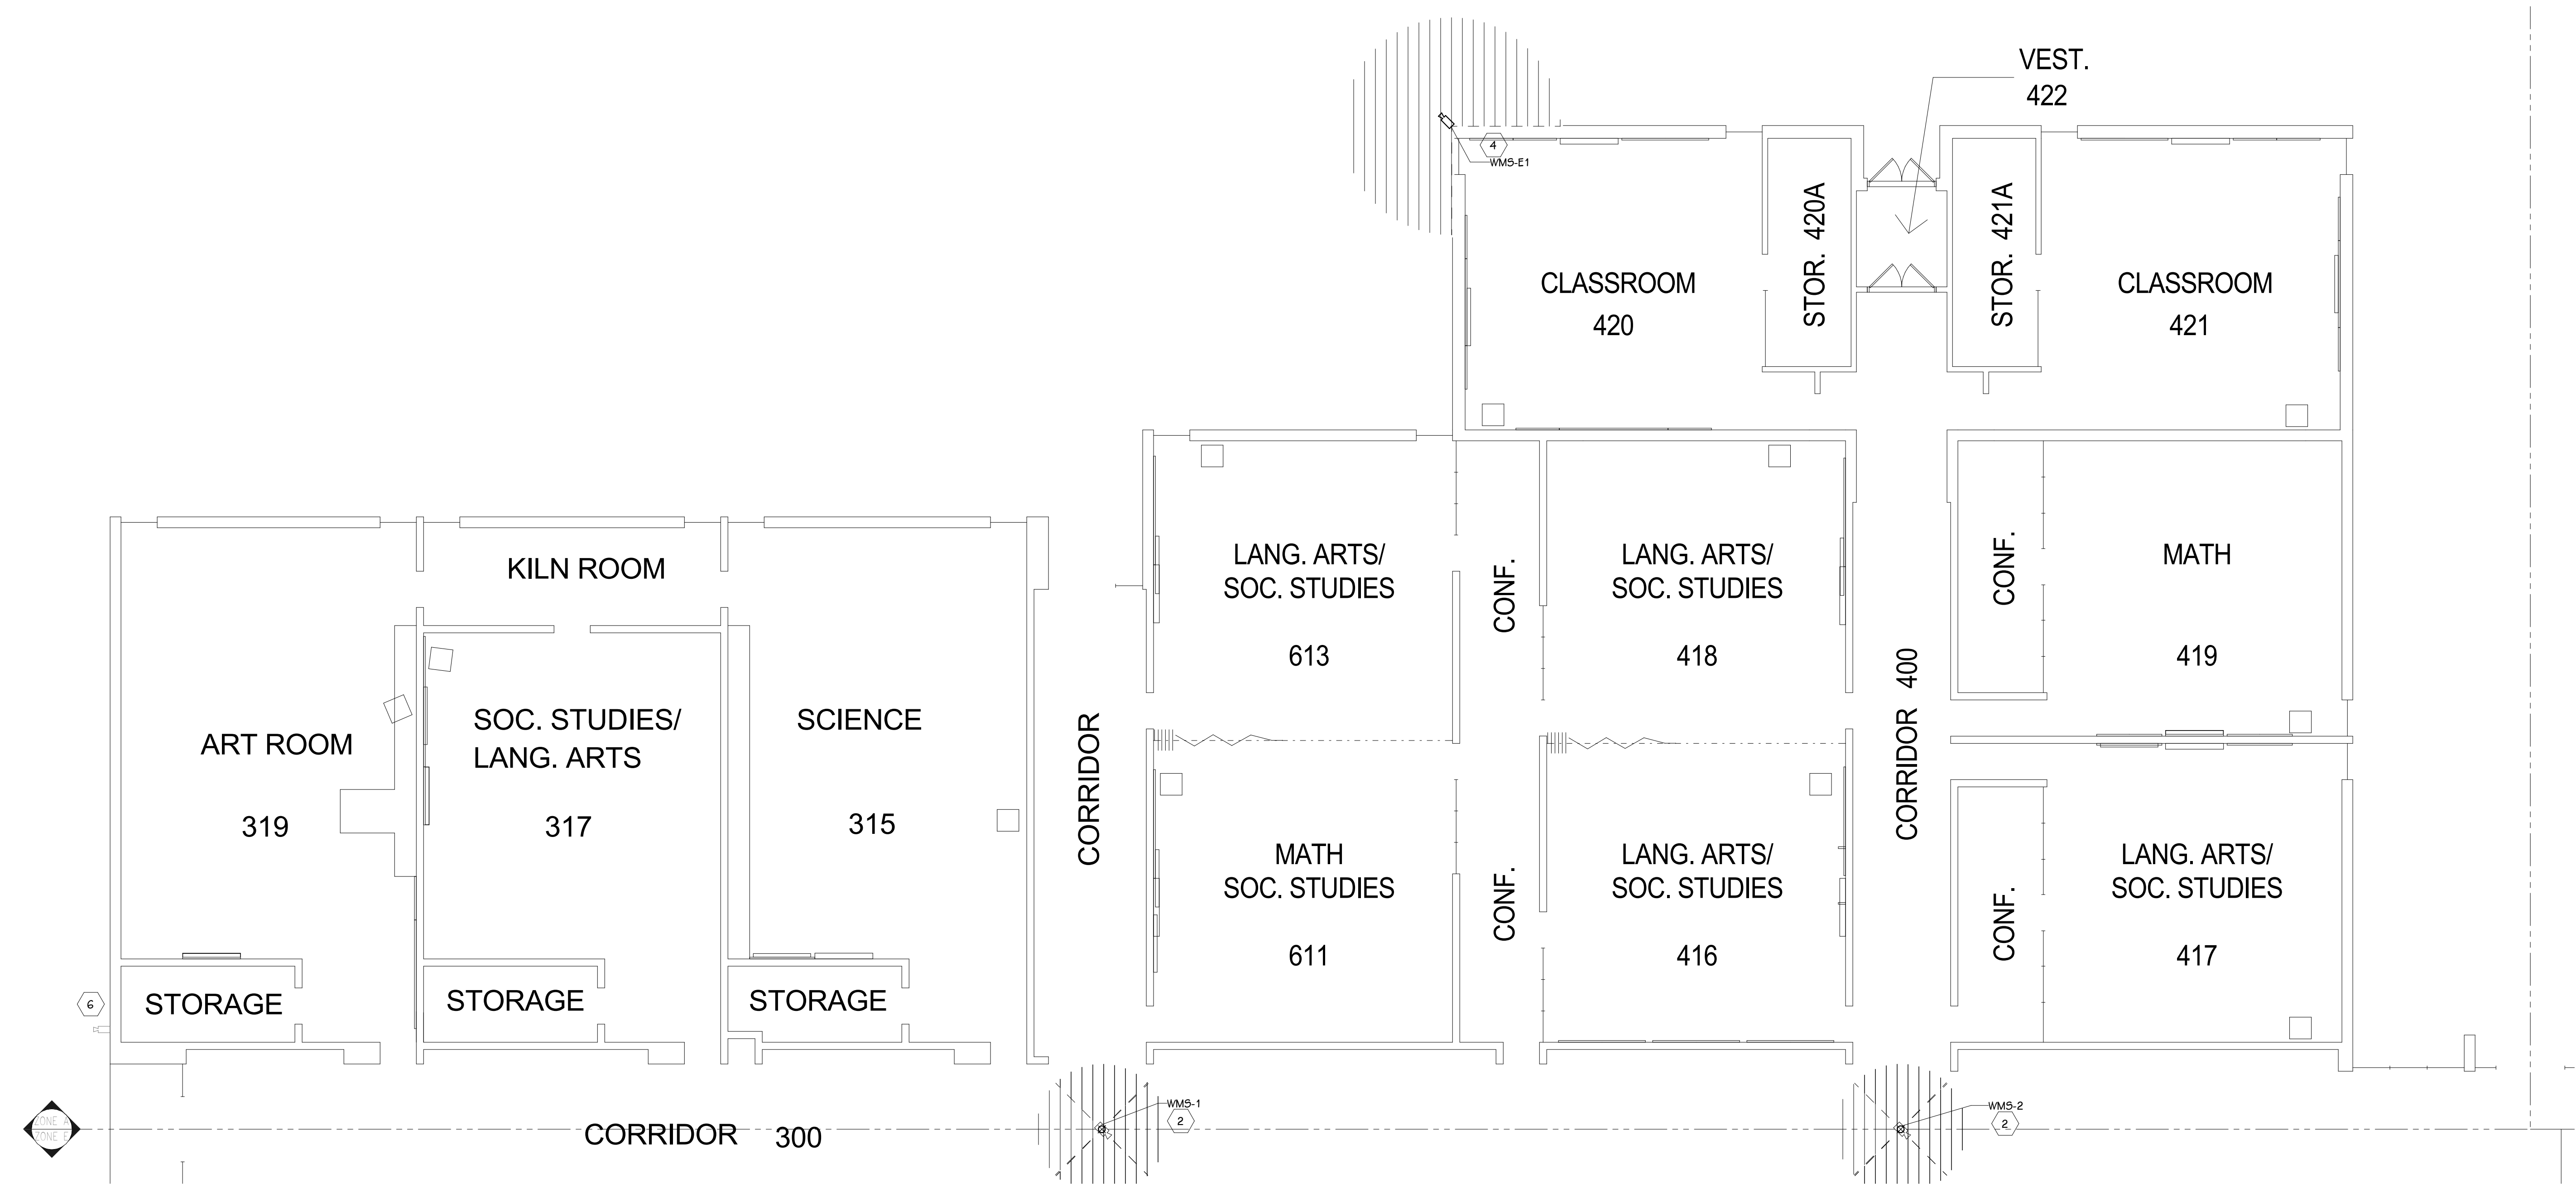 VEST.
422
4
WMS-E1
STOR. 420A
STOR. 421A
CLASSROOM
420
CLASSROOM
421
KILN ROOM
LANG. ARTS/
SOC. STUDIES
613
CONF.
LANG. ARTS/
SOC. STUDIES
418
CONF.
MATH
419
ART ROOM
319
SOC. STUDIES/
LANG. ARTS
317
SCIENCE
315
CORRIDOR
CORRIDOR 400
MATH
SOC. STUDIES
611
CONF.
LANG. ARTS/
SOC. STUDIES
416
CONF.
LANG. ARTS/
SOC. STUDIES
417
6
STORAGE
STORAGE
STORAGE
ZONE A
ZONE E
CORRIDOR 300
WMS-1
2
WMS-2
2